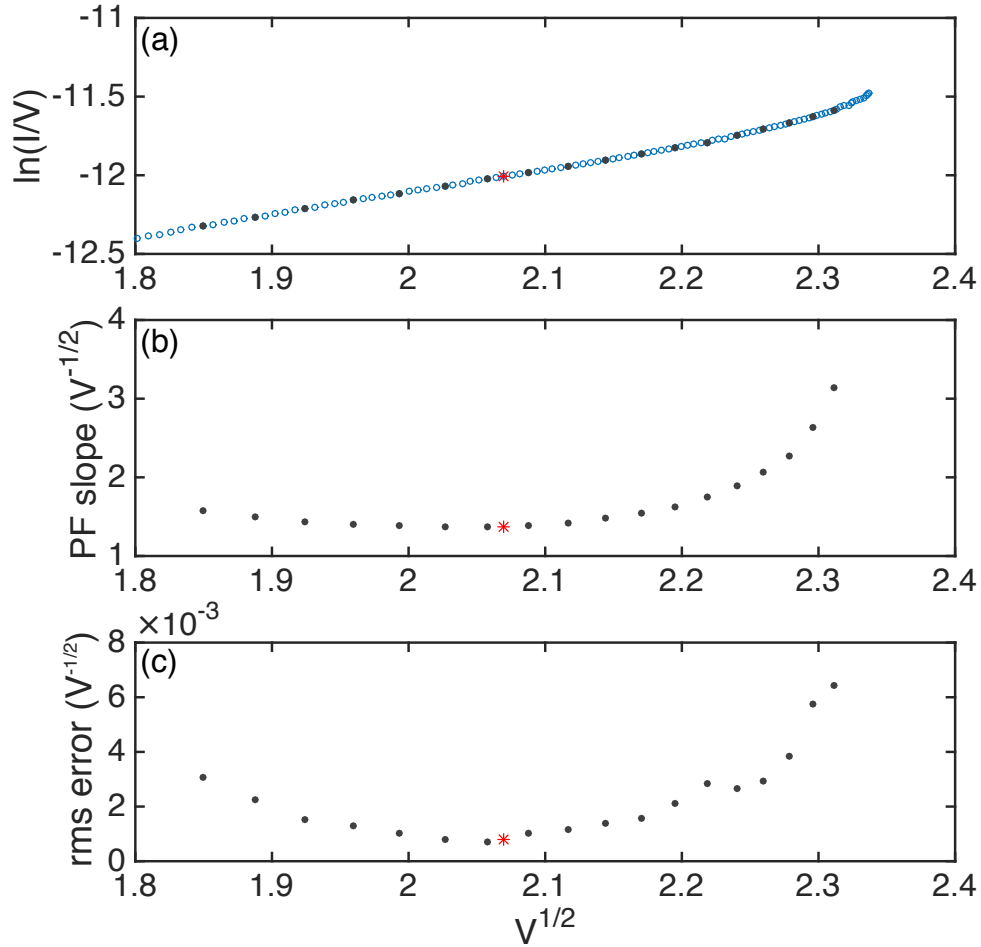 (a)
ln(I/V)
-11
-11.5
-12
-12.5
1.8 1.9 2 2.1 2.2 2.3 2.4
(b)
PF slope (V^-1/2)
4
3
2
1
1.8 1.9 2 2.1 2.2 2.3 2.4
×10^-3
(c)
rms error (V^-1/2)
8
6
4
2
0
1.8 1.9 2 2.1 2.2 2.3 2.4
V^1/2